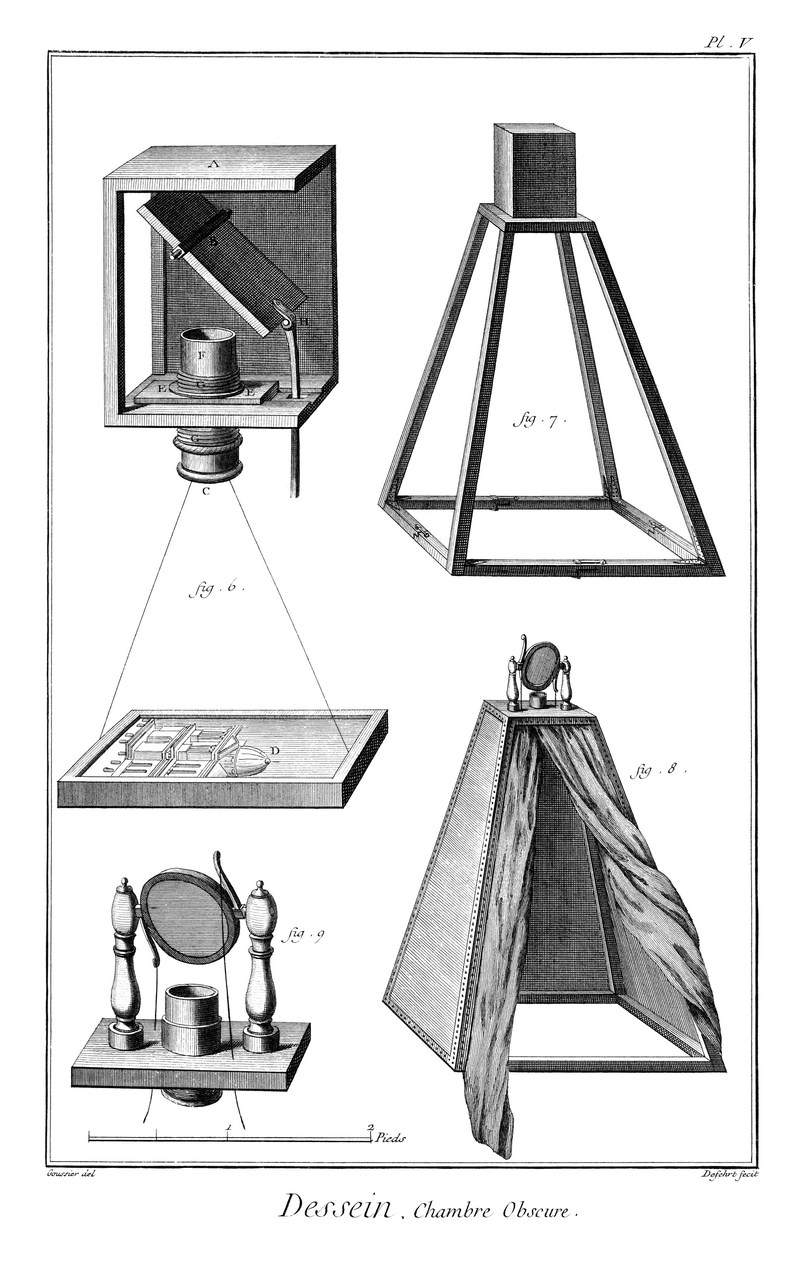 Pl. V
A
B
H
F
G
E
E
G
C
fig. 7.
fig. 6.
D
fig. 8.
fig. 9
1
2
Pieds
Goussier del
Defehrt fecit
Dessein, Chambre Obscure.